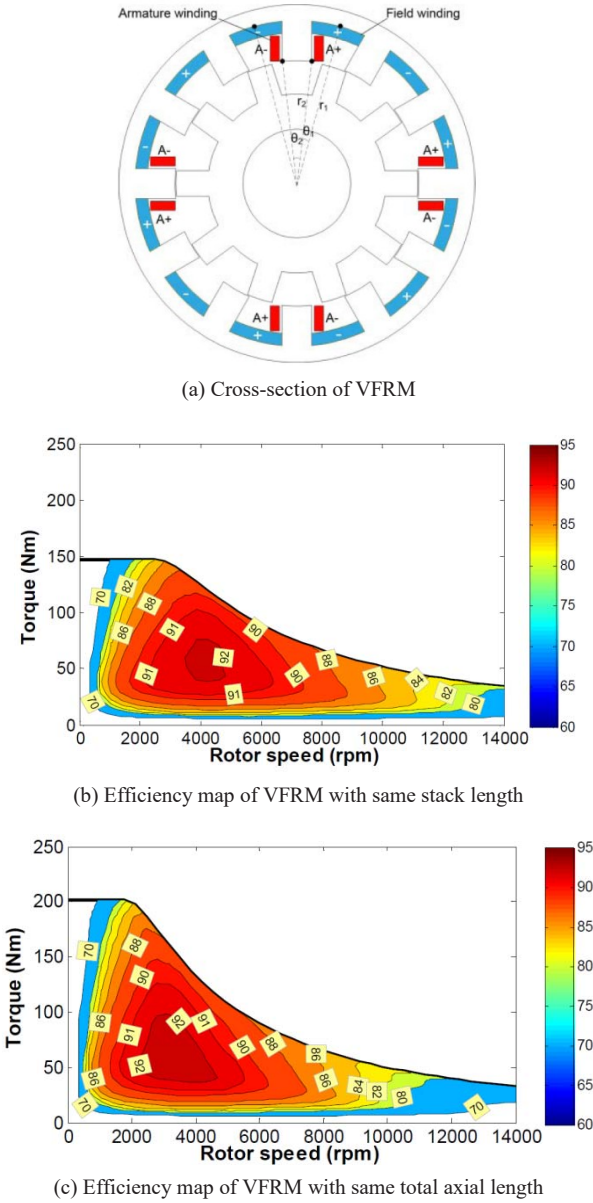 Armature winding
Field winding
- A- A+ +
+ -
r₂ r₁
θ₁
θ₂
- A- A+ +
+ A+ A- -
- +
A+ A-
+ -
(a) Cross-section of VFRM
250
200
150
100
50
0
Torque (Nm)
0 2000 4000 6000 8000 10000 12000 14000
Rotor speed (rpm)
70 82 88 86 91 92 90 91 91 90 88 86 84 82 80 70
95
90
85
80
75
70
65
60
(b) Efficiency map of VFRM with same stack length
250
200
150
100
50
0
Torque (Nm)
0 2000 4000 6000 8000 10000 12000 14000
Rotor speed (rpm)
70 88 90 86 91 92 91 92 90 88 86 86 86 84 82 80 70 70
95
90
85
80
75
70
65
60
(c) Efficiency map of VFRM with same total axial length